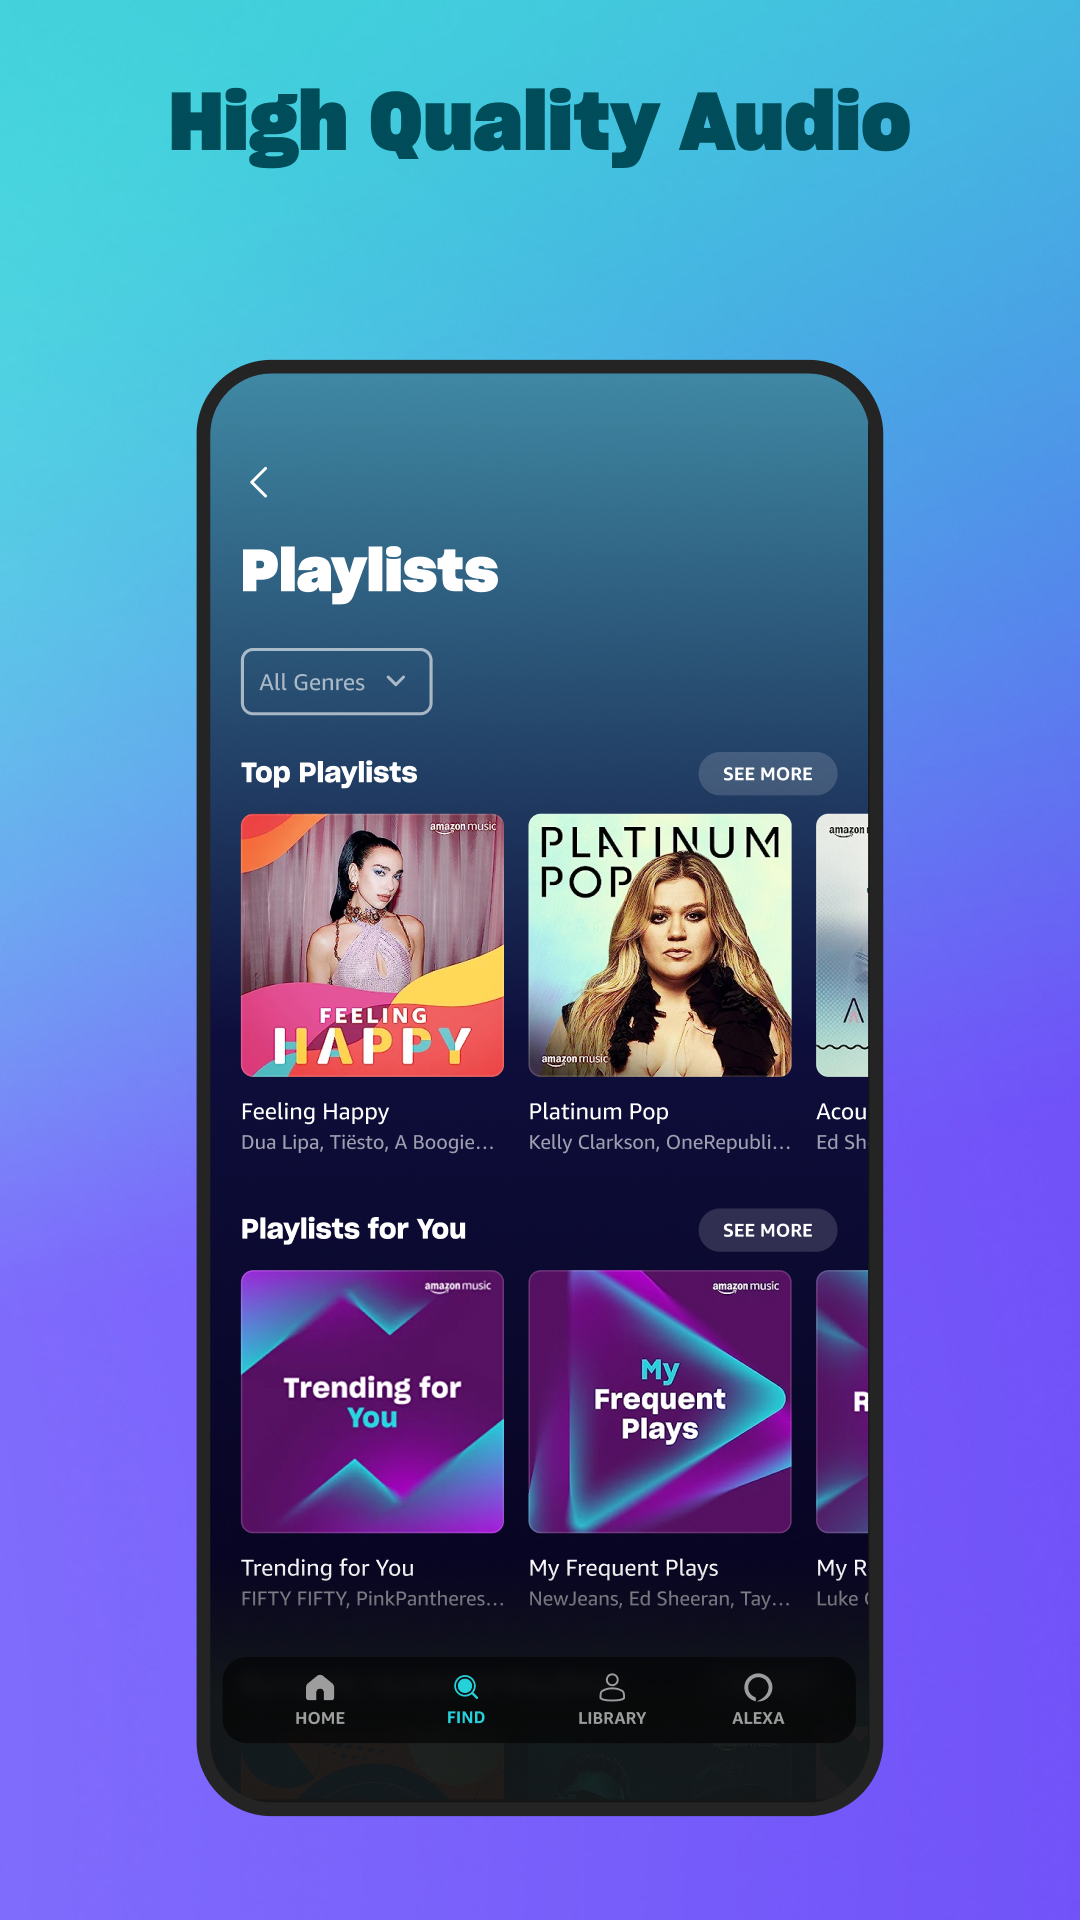 High Quality Audio
Playlists
All Genres
Top Playlists
SEE MORE
amazon music
FEELING
HAPPY
PLATINUM
POP
amazon music
amazon
A
Feeling Happy
Dua Lipa, Tiësto, A Boogie...
Platinum Pop
Kelly Clarkson, OneRepubli...
Acou
Ed Sh
Playlists for You
SEE MORE
amazon music
Trending for
You
amazon music
My
Frequent
Plays
R
Trending for You
FIFTY FIFTY, PinkPantheres...
My Frequent Plays
NewJeans, Ed Sheeran, Tay...
My R
Luke
HOME
FIND
LIBRARY
ALEXA